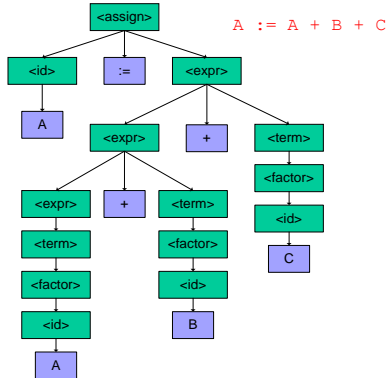 <assign> A := A + B + C
<id> := <expr>
A <expr> + <term>
<factor>
<expr> + <term> <id>
<term> <factor> C
<factor> <id>
<id> B
A